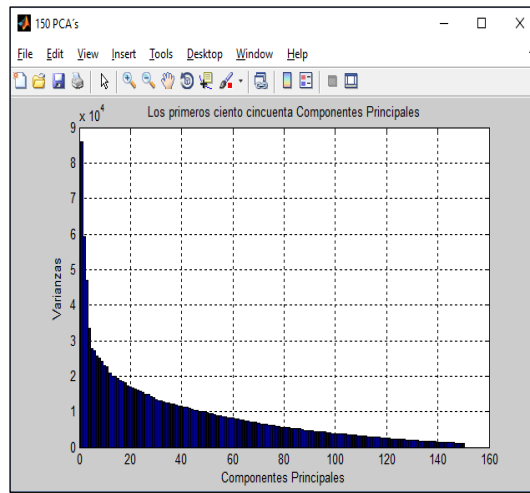 150 PCA's
File Edit View Insert Tools Desktop Window Help
Los primeros ciento cincuenta Componentes Principales
x 10^4
9
8
7
6
5
4
3
2
1
0
Varianzas
0 20 40 60 80 100 120 140 160
Componentes Principales